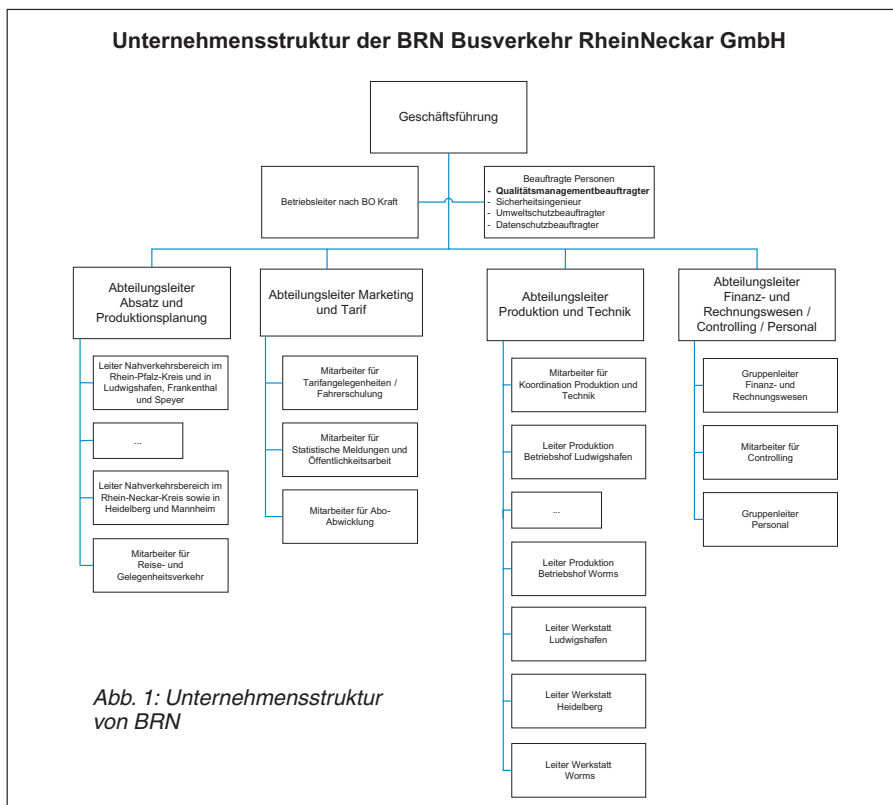 Unternehmensstruktur der BRN Busverkehr RheinNeckar GmbH
Geschäftsführung
Betriebsleiter nach BO Kraft
Beauftragte Personen
- Qualitätsmanagementbeauftragter
- Sicherheitsingenieur
- Umweltschutzbeauftragter
- Datenschutzbeauftragter
Abteilungsleiter
Absatz und
Produktionsplanung
Leiter Nahverkehrsbereich im
Rhein-Pfalz-Kreis und in
Ludwigshafen, Frankenthal
und Speyer
...
Leiter Nahverkehrsbereich im
Rhein-Neckar-Kreis sowie in
Heidelberg und Mannheim
Mitarbeiter für
Reise- und
Gelegenheitsverkehr
Abteilungsleiter Marketing
und Tarif
Mitarbeiter für
Tarifangelegenheiten /
Fahrerschulung
Mitarbeiter für
Statistische Meldungen und
Öffentlichkeitsarbeit
Mitarbeiter für Abo-
Abwicklung
Abteilungsleiter
Produktion und Technik
Mitarbeiter für
Koordination Produktion und
Technik
Leiter Produktion
Betriebshof Ludwigshafen
...
Leiter Produktion
Betriebshof Worms
Leiter Werkstatt
Ludwigshafen
Leiter Werkstatt
Heidelberg
Leiter Werkstatt
Worms
Abteilungsleiter
Finanz- und
Rechnungswesen /
Controlling / Personal
Gruppenleiter
Finanz- und
Rechnungswesen
Mitarbeiter für
Controlling
Gruppenleiter
Personal
Abb. 1: Unternehmensstruktur
von BRN